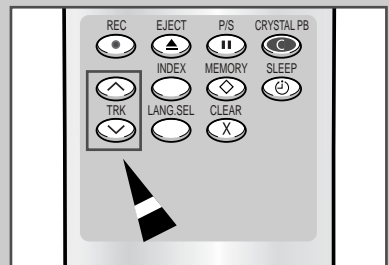 REC EJECT P/S CRYSTAL PB
C
INDEX MEMORY SLEEP
TRK LANG.SEL CLEAR
X